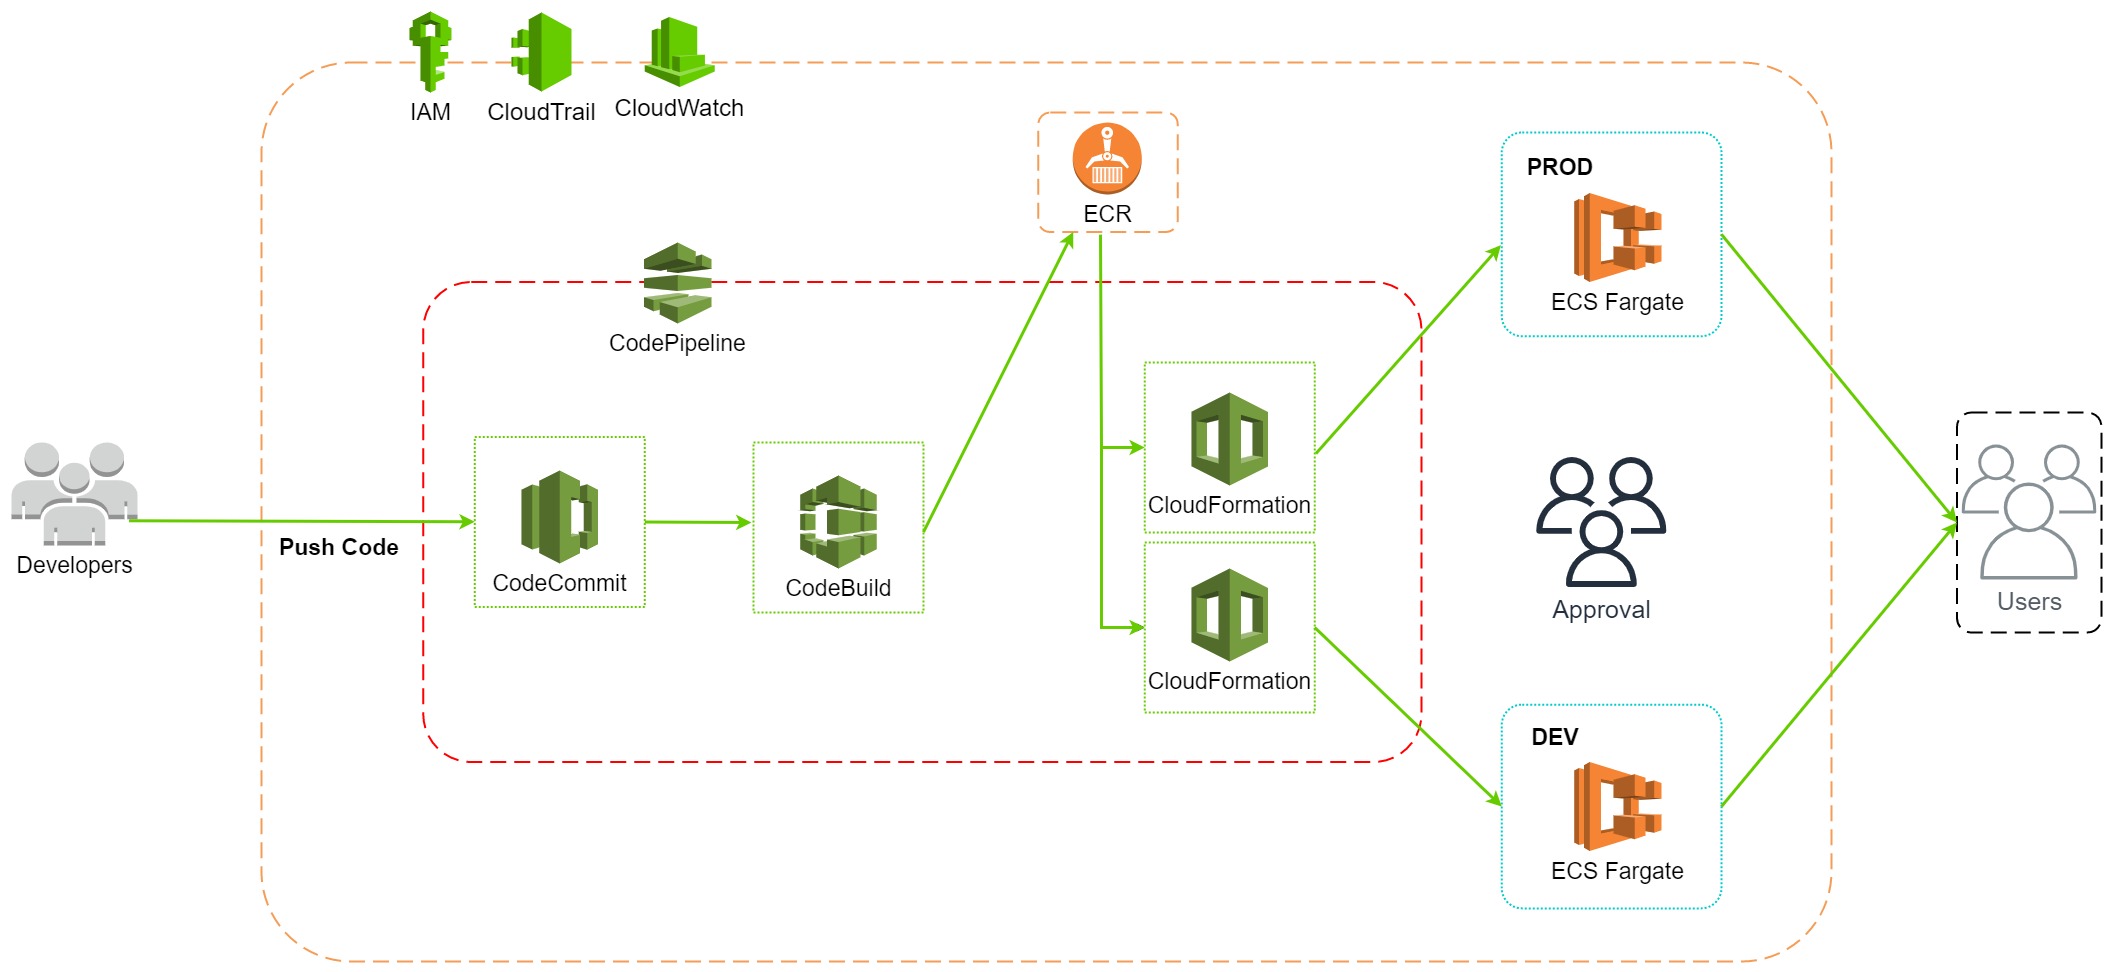 IAM
CloudTrail
CloudWatch
ECR
PROD
ECS Fargate
CodePipeline
CloudFormation
Developers
Push Code
CodeCommit
CodeBuild
Approval
Users
CloudFormation
DEV
ECS Fargate